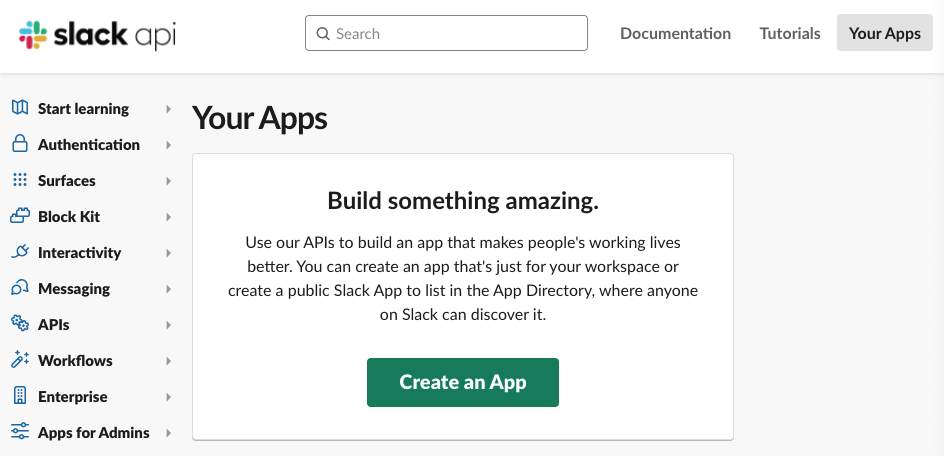 slack api
Search
Documentation
Tutorials
Your Apps
Start learning
Authentication
Surfaces
Block Kit
Interactivity
Messaging
APIs
Workflows
Enterprise
Apps for Admins
Your Apps
Build something amazing.
Use our APIs to build an app that makes people's working lives
better. You can create an app that's just for your workspace or
create a public Slack App to list in the App Directory, where anyone
on Slack can discover it.
Create an App